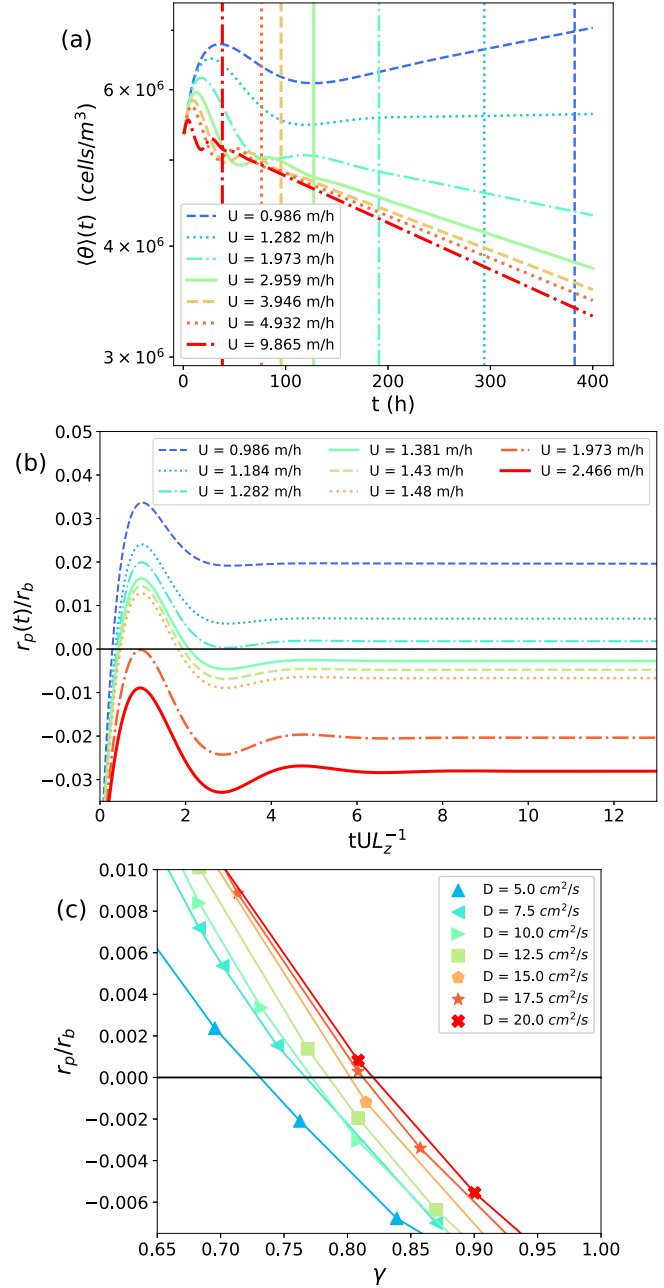 (a)
6 × 10⁶
4 × 10⁶
3 × 10⁶
⟨θ⟩(t) (cells/m³)
U = 0.986 m/h
U = 1.282 m/h
U = 1.973 m/h
U = 2.959 m/h
U = 3.946 m/h
U = 4.932 m/h
U = 9.865 m/h
0 100 200 300 400
t (h)
(b)
0.05
0.04
0.03
0.02
0.01
0.00
−0.01
−0.02
−0.03
r_p(t)/r_b
U = 0.986 m/h
U = 1.184 m/h
U = 1.282 m/h
U = 1.381 m/h
U = 1.43 m/h
U = 1.48 m/h
U = 1.973 m/h
U = 2.466 m/h
0 2 4 6 8 10 12
tUL_z⁻¹
(c)
0.010
0.008
0.006
0.004
0.002
0.000
−0.002
−0.004
−0.006
r_p/r_b
D = 5.0 cm²/s
D = 7.5 cm²/s
D = 10.0 cm²/s
D = 12.5 cm²/s
D = 15.0 cm²/s
D = 17.5 cm²/s
D = 20.0 cm²/s
0.65 0.70 0.75 0.80 0.85 0.90 0.95 1.00
γ